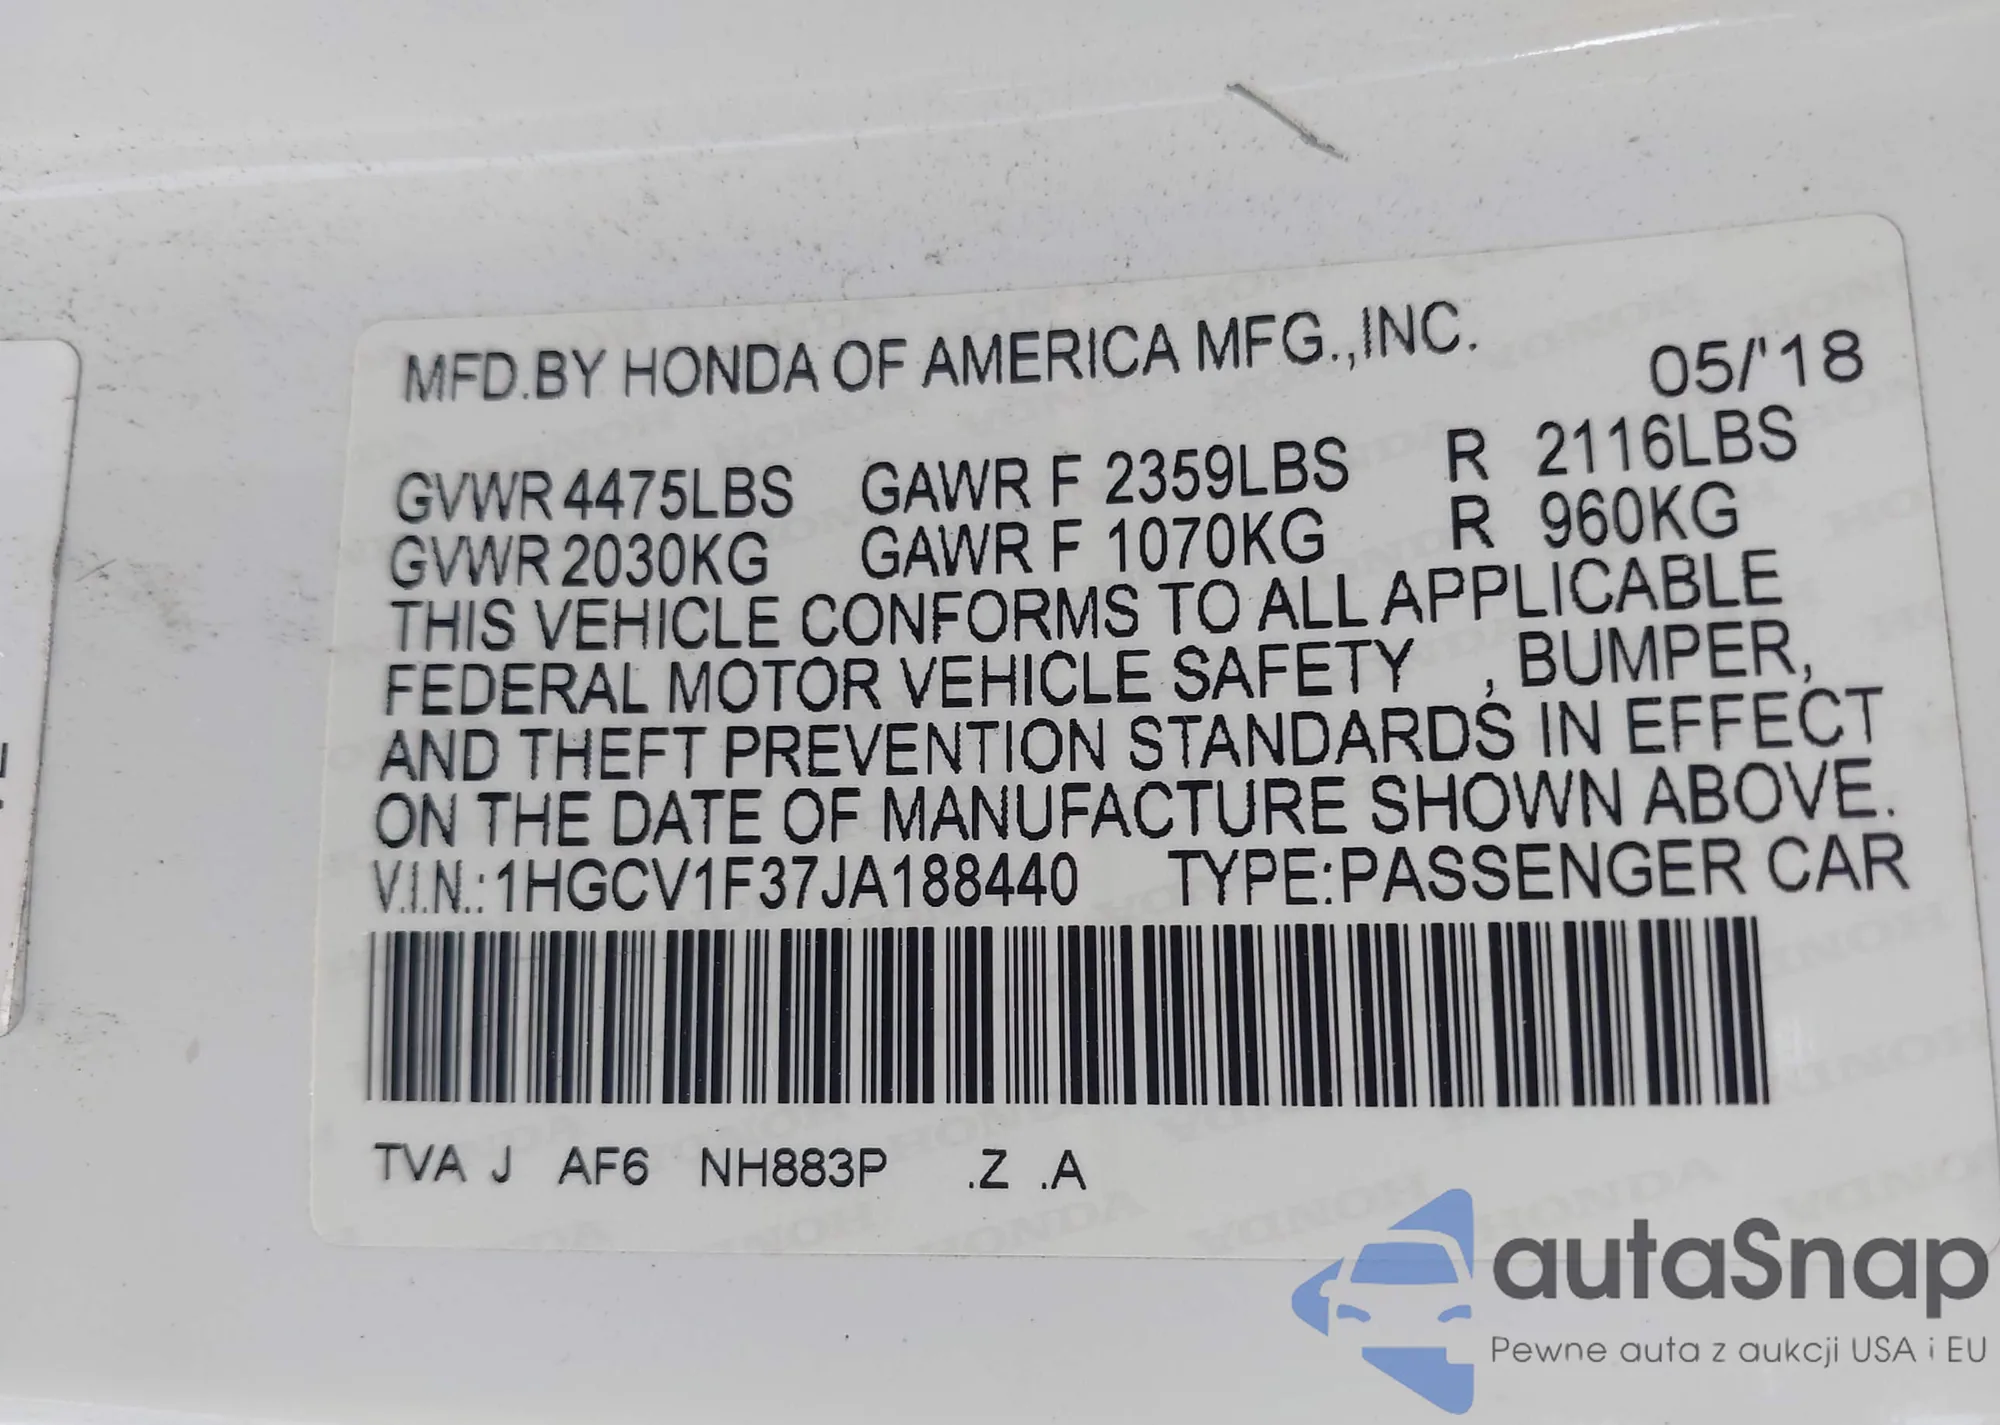 MFD.BY HONDA OF AMERICA MFG.,INC.
05/'18
GVWR 4475LBS GAWR F 2359LBS R 2116LBS
GVWR 2030KG GAWR F 1070KG R 960KG
THIS VEHICLE CONFORMS TO ALL APPLICABLE
FEDERAL MOTOR VEHICLE SAFETY , BUMPER,
AND THEFT PREVENTION STANDARDS IN EFFECT
ON THE DATE OF MANUFACTURE SHOWN ABOVE.
V.I.N.: 1HGCV1F37JA188440 TYPE:PASSENGER CAR
TVA J AF6 NH883P .Z .A
autaSnap
Pewne auta z aukcji USA i EU